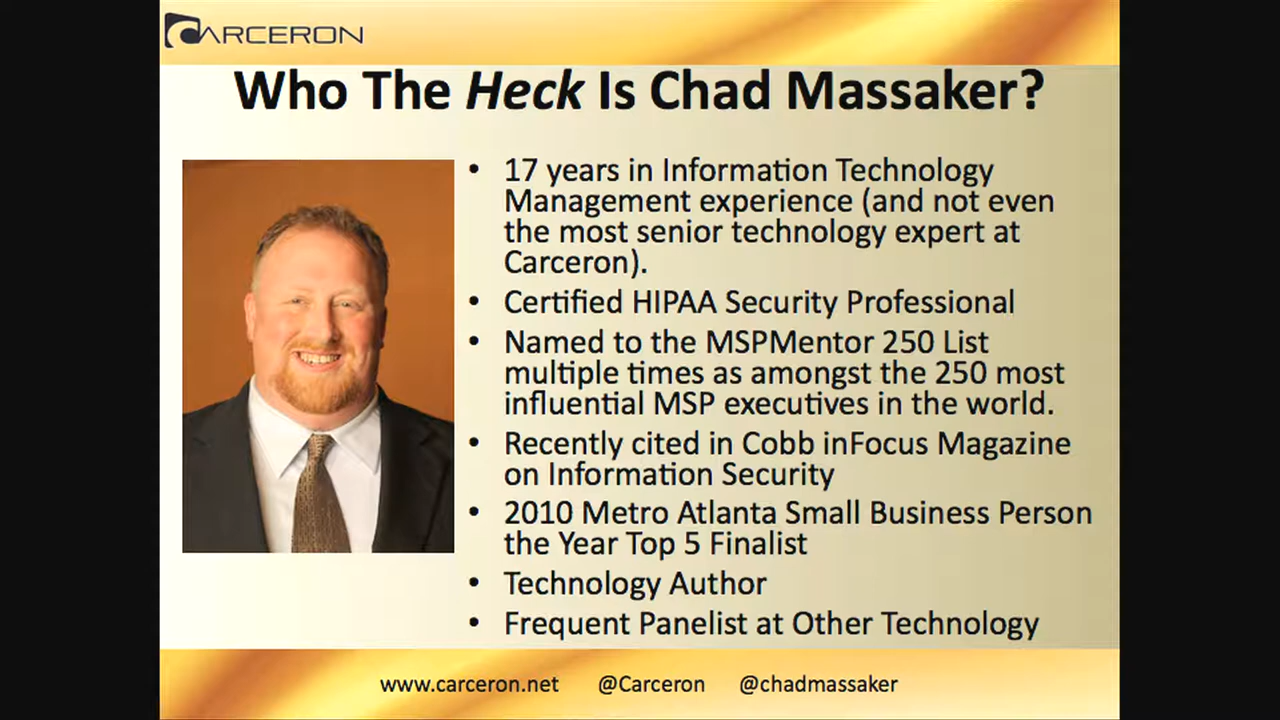 CARCERON
Who The Heck Is Chad Massaker?
• 17 years in Information Technology
Management experience (and not even
the most senior technology expert at
Carceron).
• Certified HIPAA Security Professional
• Named to the MSPMentor 250 List
multiple times as amongst the 250 most
influential MSP executives in the world.
• Recently cited in Cobb inFocus Magazine
on Information Security
• 2010 Metro Atlanta Small Business Person
the Year Top 5 Finalist
• Technology Author
• Frequent Panelist at Other Technology
www.carceron.net @Carceron @chadmassaker